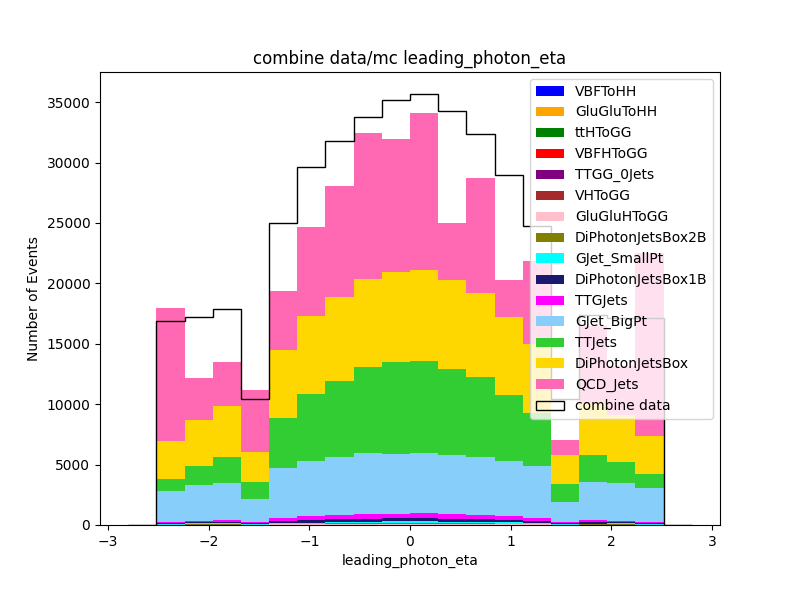 combine data/mc leading_photon_eta
Number of Events
35000
30000
25000
20000
15000
10000
5000
0
−3
−2
−1
0
1
2
3
leading_photon_eta
VBFToHH
GluGluToHH
ttHToGG
VBFHToGG
TTGG_0Jets
VHToGG
GluGluHToGG
DiPhotonJetsBox2B
GJet_SmallPt
DiPhotonJetsBox1B
TTGJets
GJet_BigPt
TTJets
DiPhotonJetsBox
QCD_Jets
combine data